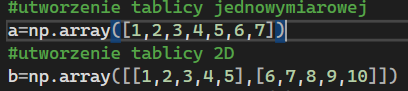 #utworzenie tablicy jednowymiarowej
a=np.array([1,2,3,4,5,6,7])
#utworzenie tablicy 2D
b=np.array([[1,2,3,4,5],[6,7,8,9,10]])